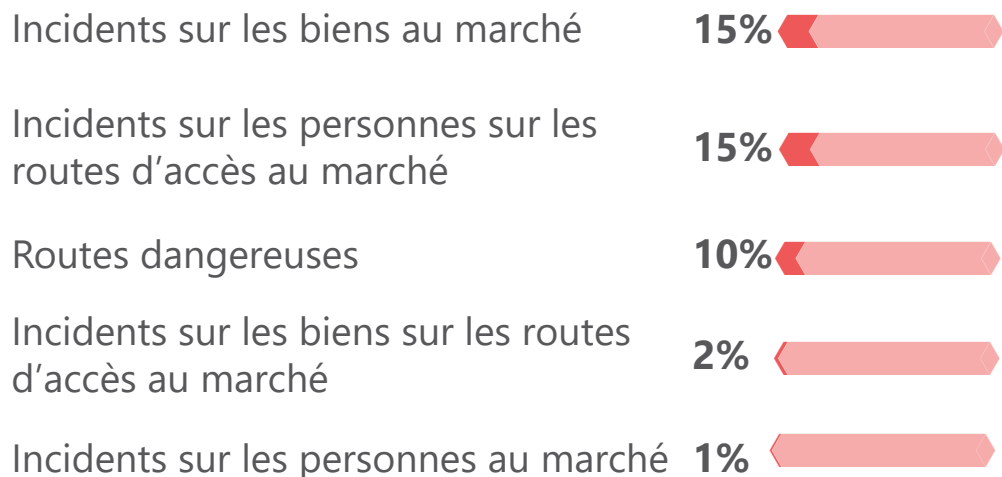 Incidents sur les biens au marché 15%
Incidents sur les personnes sur les
routes d’accès au marché 15%
Routes dangereuses 10%
Incidents sur les biens sur les routes
d’accès au marché 2%
Incidents sur les personnes au marché 1%